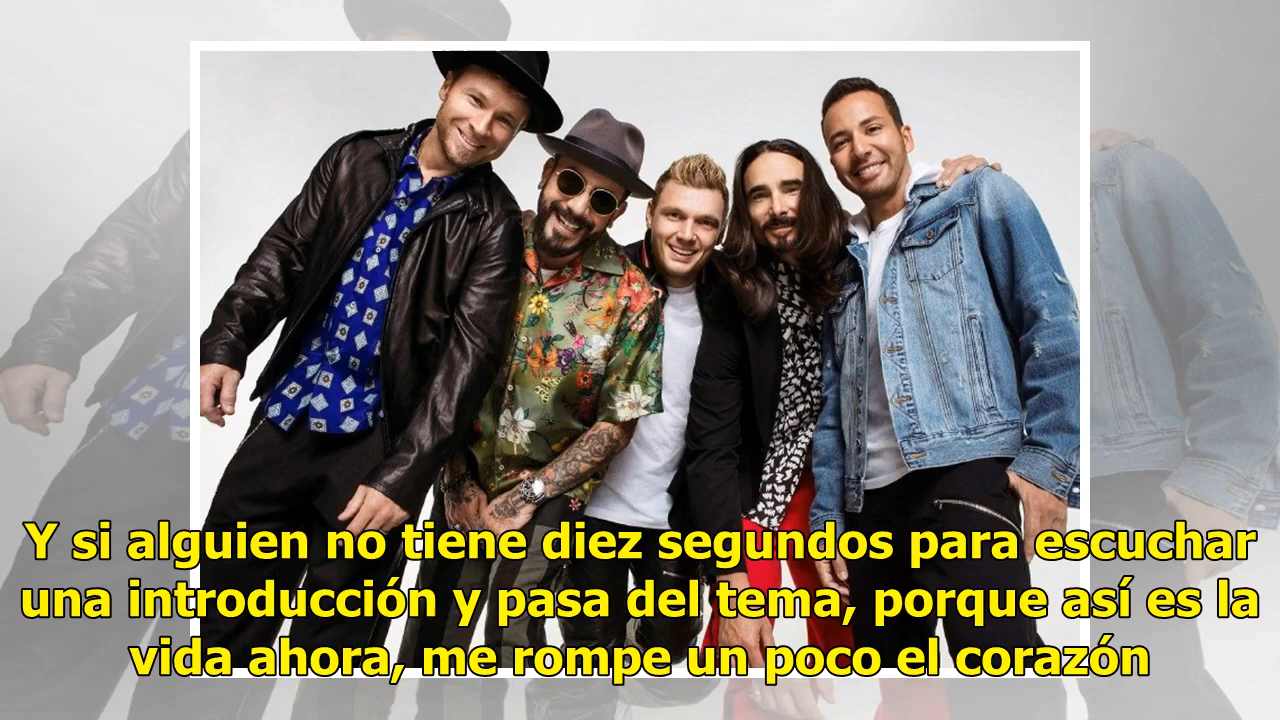 Y si alguien no tiene diez segundos para escuchar
una introducción y pasa del tema, porque así es la
vida ahora, me rompe un poco el corazón